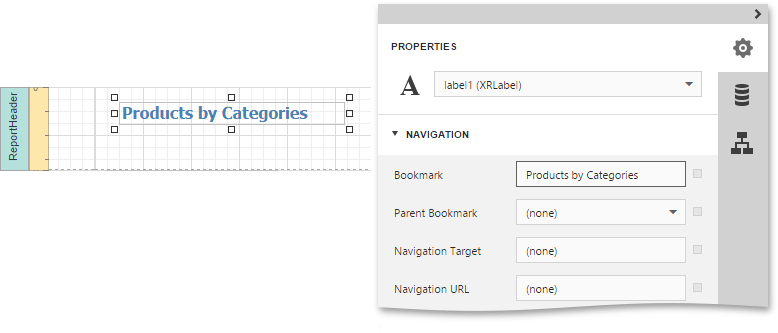 ReportHeader
0
Products by Categories
PROPERTIES
A
label1 (XRLabel)
NAVIGATION
Bookmark
Products by Categories
Parent Bookmark
(none)
Navigation Target
(none)
Navigation URL
(none)